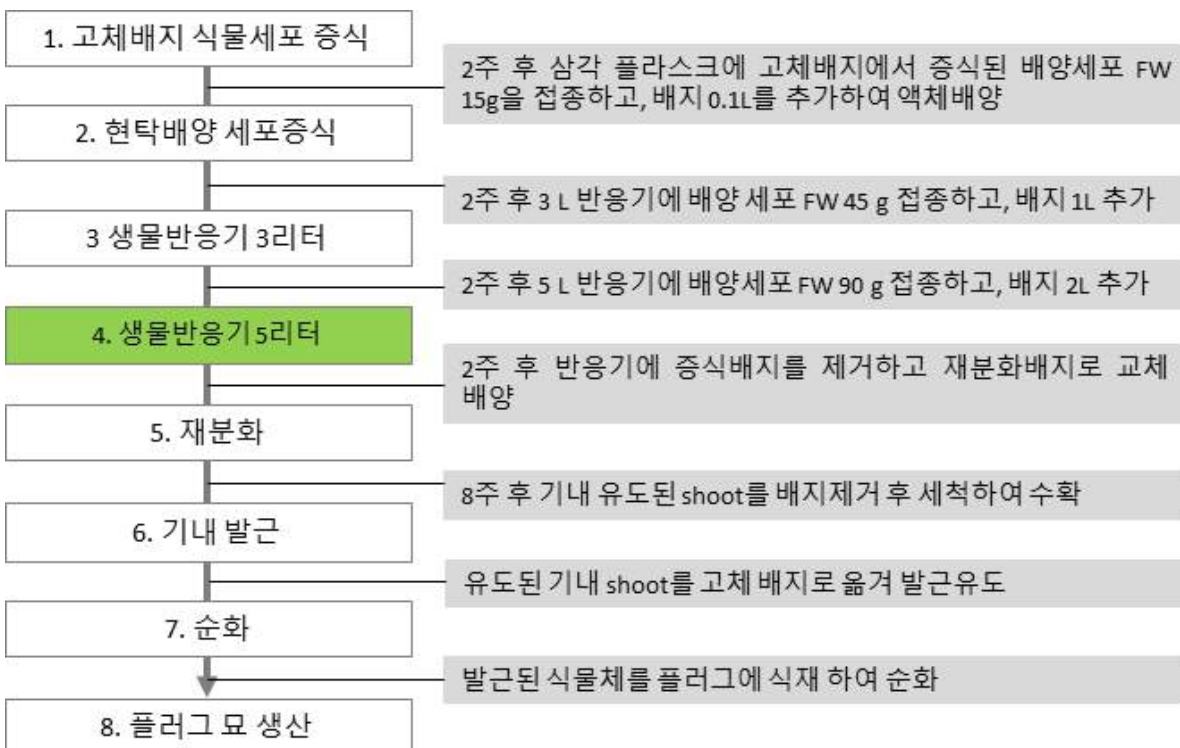 1. 고체배지 식물세포 증식
2주 후 삼각 플라스크에 고체배지에서 증식된 배양세포 FW
15g을 접종하고, 배지 0.1L를 추가하여 액체배양
2. 현탁배양 세포증식
2주 후 3 L 반응기에 배양 세포 FW 45 g 접종하고, 배지 1L 추가
3 생물반응기 3리터
2주 후 5 L 반응기에 배양세포 FW 90 g 접종하고, 배지 2L 추가
4. 생물반응기 5리터
2주 후 반응기에 증식배지를 제거하고 재분화배지로 교체
배양
5. 재분화
8주 후 기내 유도된 shoot를 배지제거 후 세척하여 수확
6. 기내 발근
유도된 기내 shoot를 고체 배지로 옮겨 발근유도
7. 순화
발근된 식물체를 플러그에 식재 하여 순화
8. 플러그 묘 생산